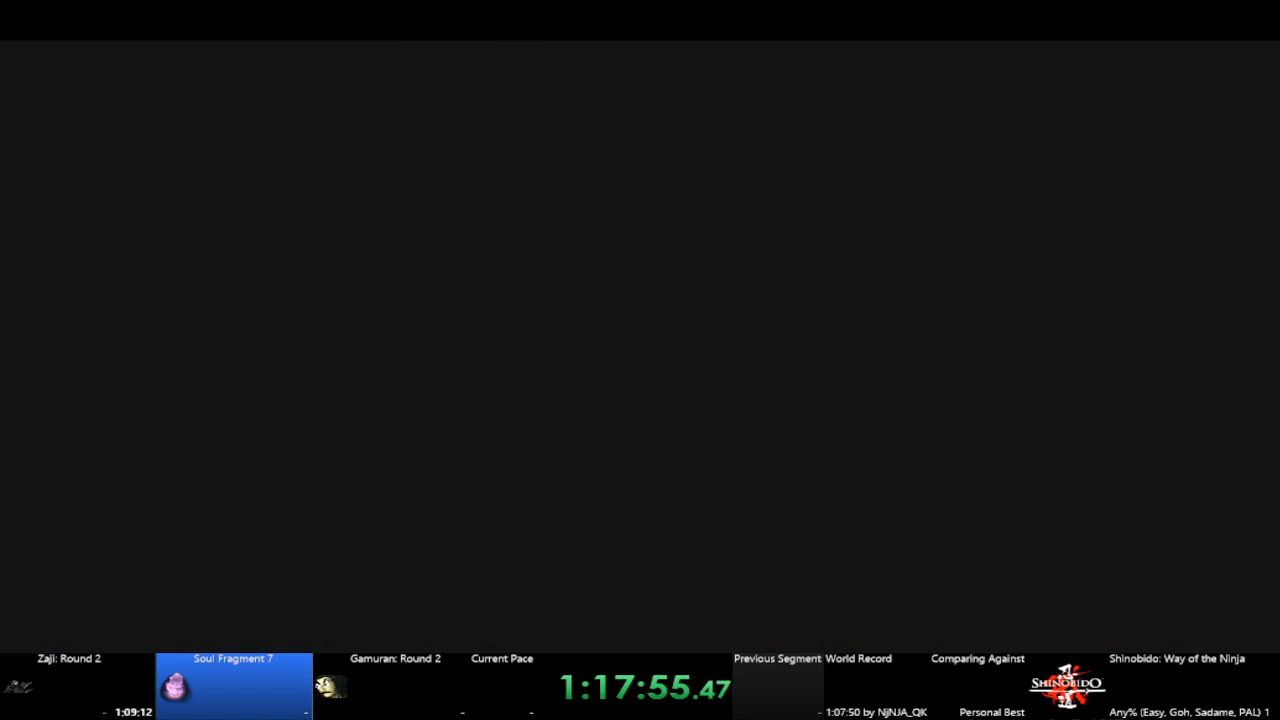 Zaji: Round 2
- 1:09:12
Soul Fragment 7
-
Gamuran: Round 2
-
Current Pace
-
1:17:55.47
Previous Segment
-
World Record
1:07:50 by NjNJA_QK
Comparing Against
Personal Best
SHINOBIDO
忍
Shinobido: Way of the Ninja
Any% (Easy, Goh, Sadame, PAL) 1